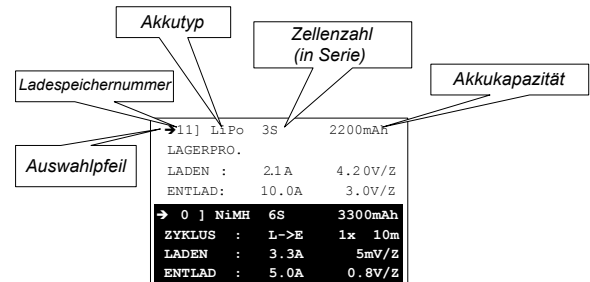 Akkutyp
Zellenzahl
(in Serie)
Ladespeichernummer
Akkukapazität
Auswahlpfeil
➔11] LiPo 3S 2200mAh
LAGERPRO.
LADEN : 2.1A 4.20V/Z
ENTLAD: 10.0A 3.0V/Z
➔ 0 ] NiMH 6S 3300mAh
ZYKLUS : L->E 1x 10m
LADEN : 3.3A 5mV/Z
ENTLAD : 5.0A 0.8V/Z